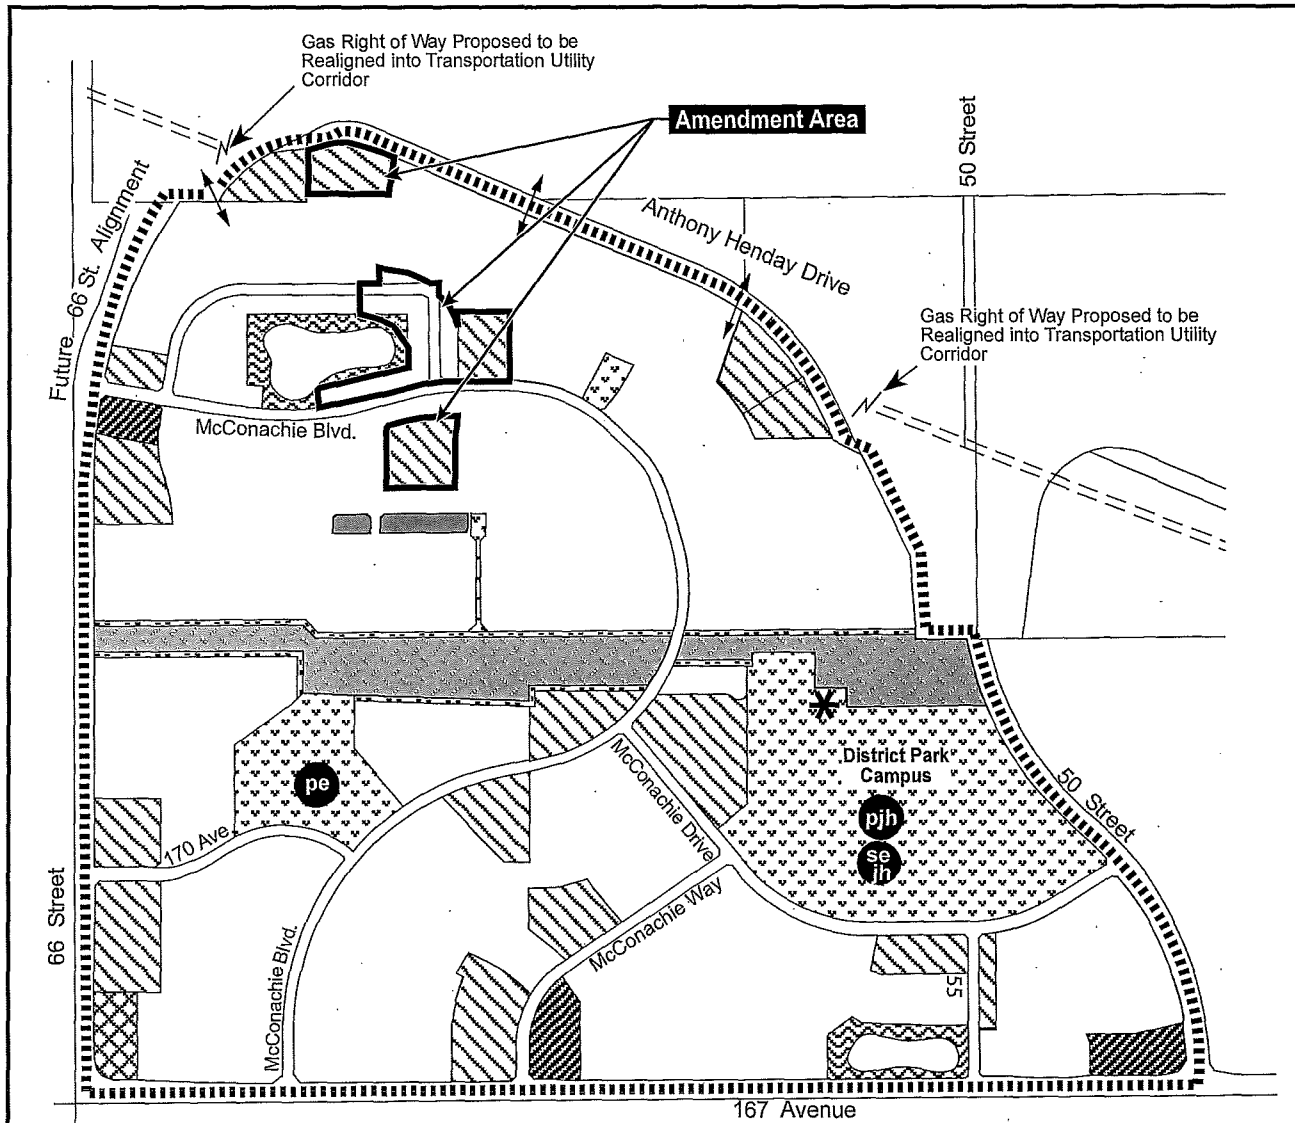 Gas Right of Way Proposed to be
Realigned into Transportation Utility
Corridor
Amendment Area
50 Street
Future 66 St. Alignment
Anthony Henday Drive
Gas Right of Way Proposed to be
Realigned into Transportation Utility
Corridor
McConachie Blvd.
District Park
Campus
pe
pjh
se
jh
McConachie Drive
50 Street
170 Ave.
66 Street
McConachie Way
McConachie Blvd.
55
167 Avenue